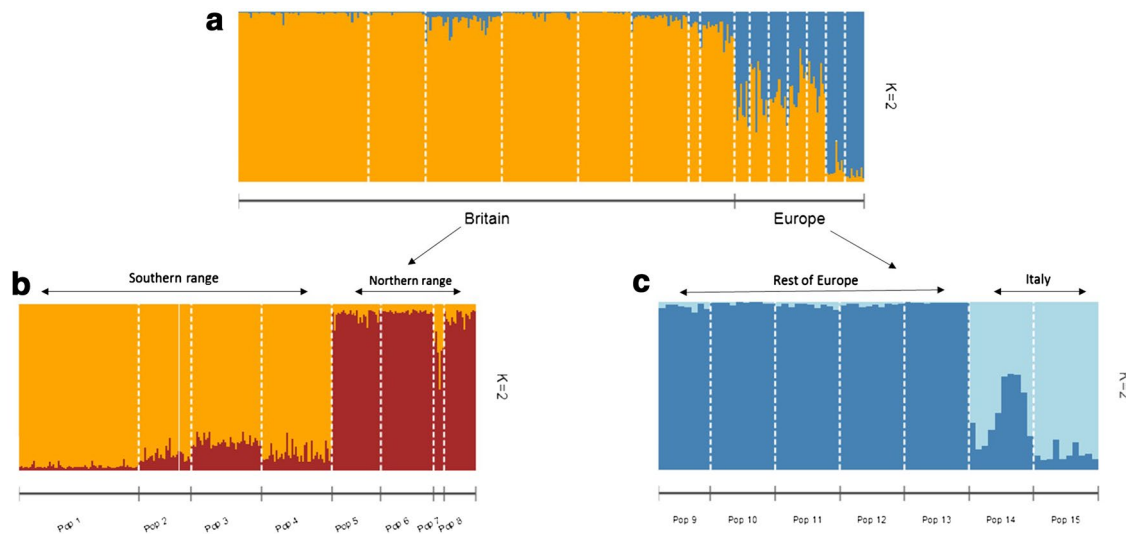 a
K=2
Britain
Europe
b
Southern range
Northern range
K=2
Pop 1
Pop 2
Pop 3
Pop 4
Pop 5
Pop 6
Pop 7
Pop 8
c
Rest of Europe
Italy
K=2
Pop 9
Pop 10
Pop 11
Pop 12
Pop 13
Pop 14
Pop 15